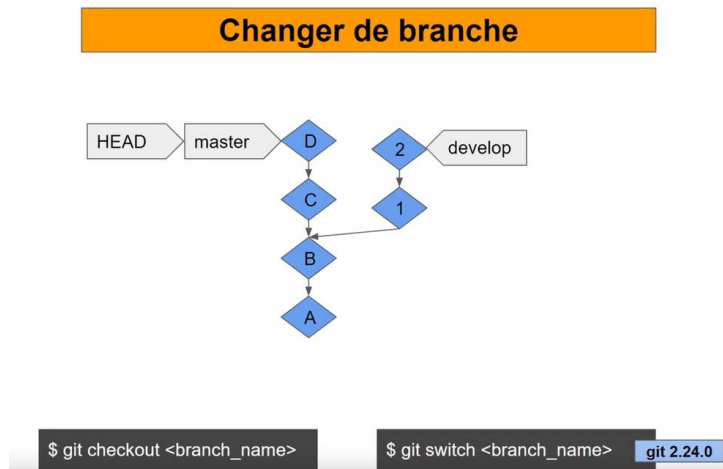 Changer de branche
HEAD master D 2 develop
C 1
B
A
$ git checkout <branch_name> $ git switch <branch_name> git 2.24.0